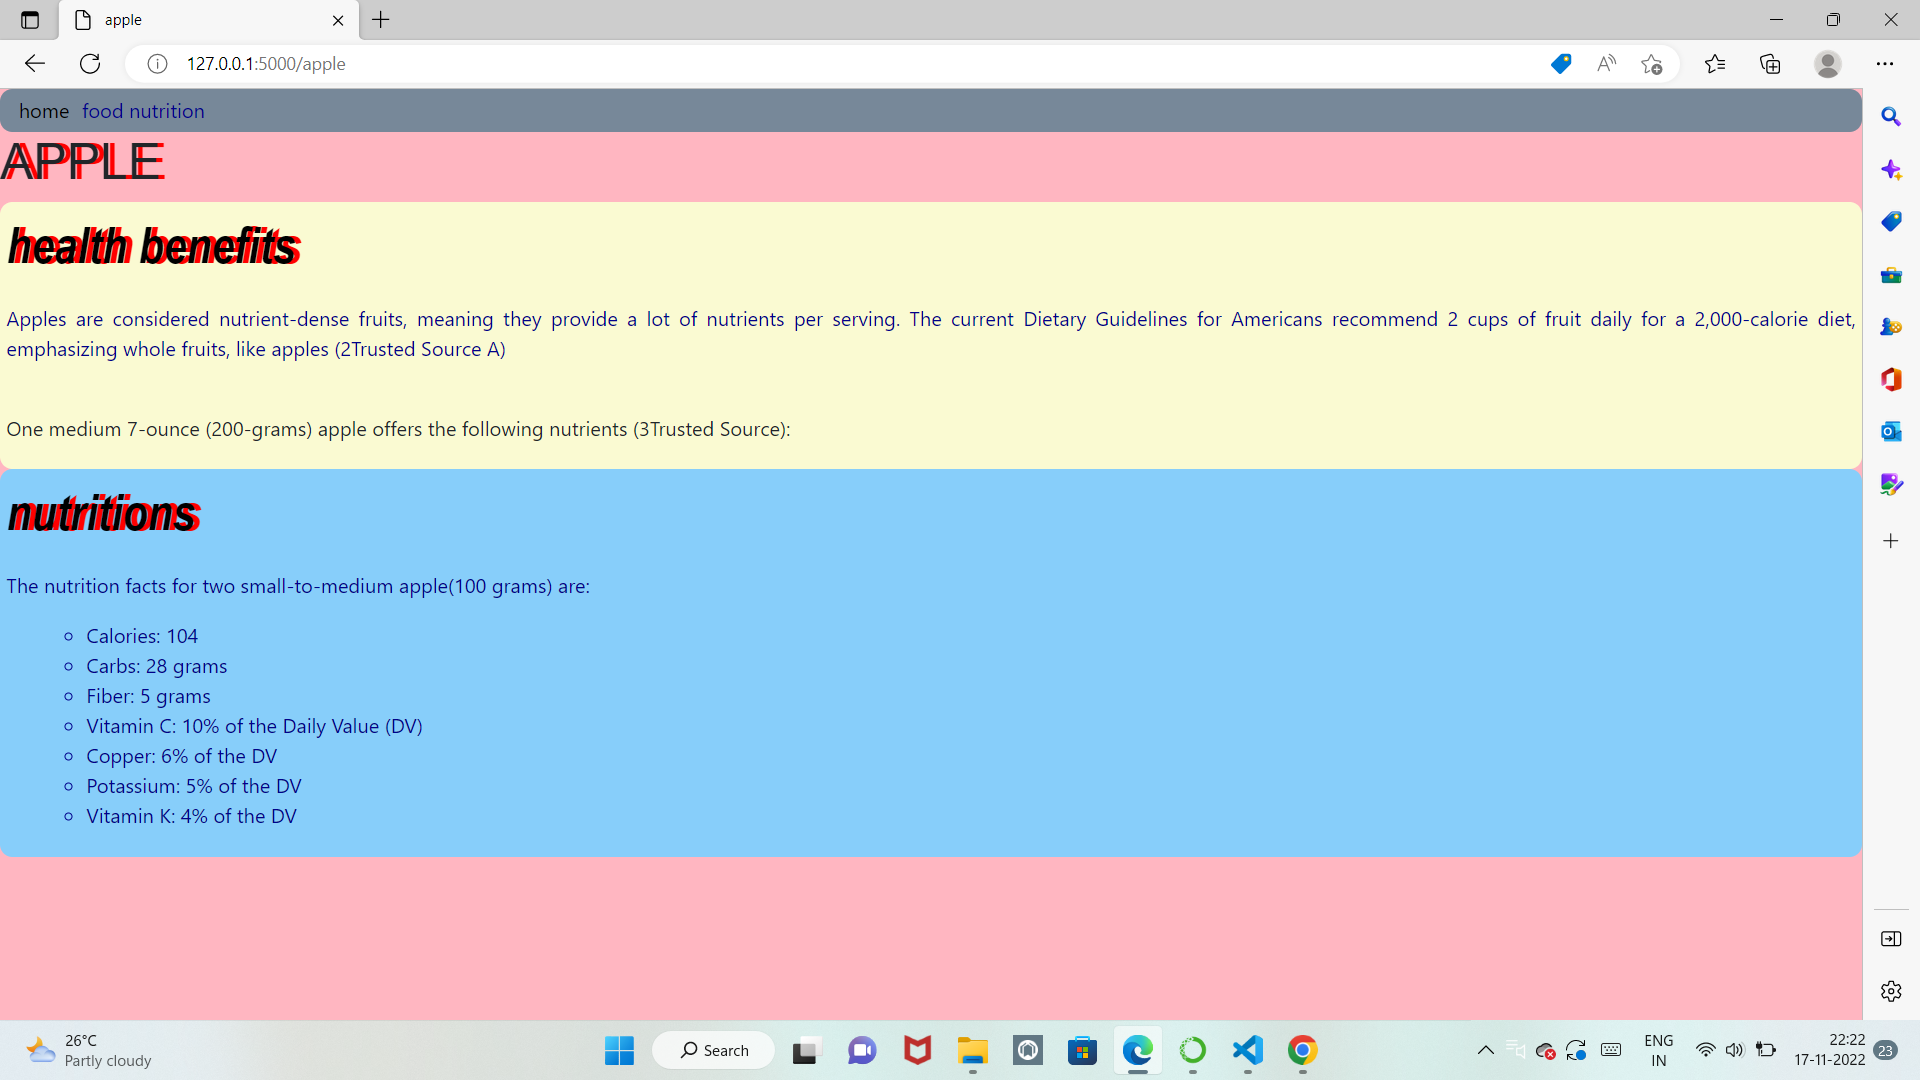 apple
127.0.0.1:5000/apple
home food nutrition
APPLE
health benefits
Apples are considered nutrient-dense fruits, meaning they provide a lot of nutrients per serving. The current Dietary Guidelines for Americans recommend 2 cups of fruit daily for a 2,000-calorie diet,
emphasizing whole fruits, like apples (2Trusted Source A)
One medium 7-ounce (200-grams) apple offers the following nutrients (3Trusted Source):
nutritions
The nutrition facts for two small-to-medium apple(100 grams) are:
Calories: 104
Carbs: 28 grams
Fiber: 5 grams
Vitamin C: 10% of the Daily Value (DV)
Copper: 6% of the DV
Potassium: 5% of the DV
Vitamin K: 4% of the DV
26°C
Partly cloudy
Search
ENG
IN
22:22
17-11-2022
23